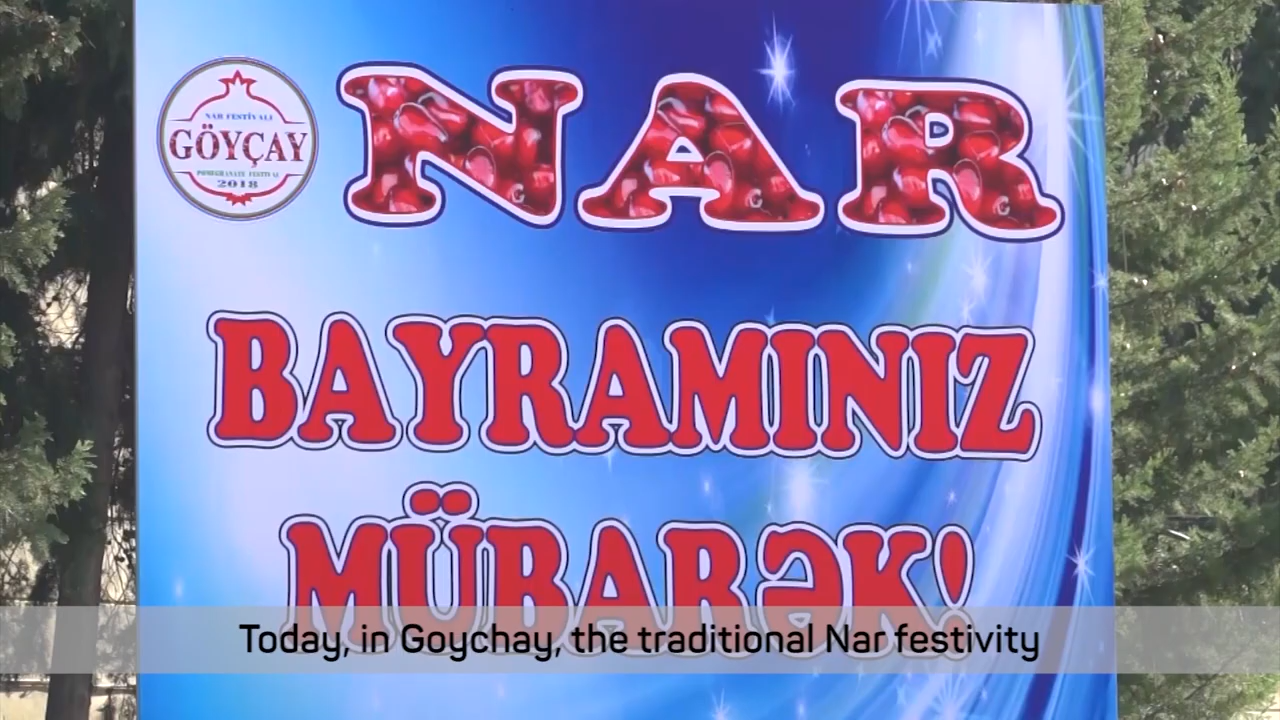 NAR FESTİVALI
GÖYÇAY
POMEGRANATE FESTIVAL
2018
NAR
BAYRAMINIZ
MÜBARƏK!
Today, in Goychay, the traditional Nar festivity